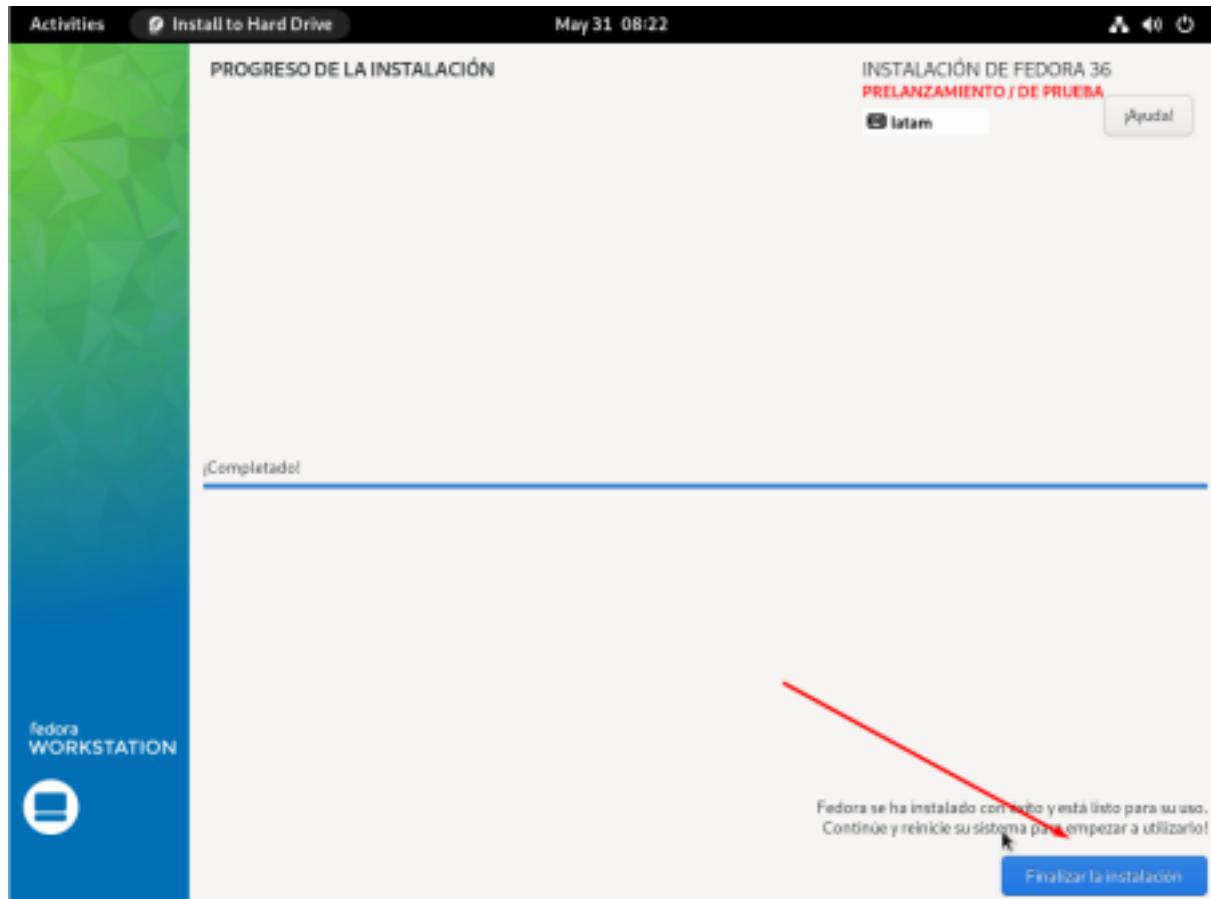 Activities Install to Hard Drive May 31 08:22
PROGRESO DE LA INSTALACIÓN
INSTALACIÓN DE FEDORA 36
PRELANZAMIENTO / DE PRUEBA
latam
¡Ayuda!
¡Completado!
fedora
WORKSTATION
Fedora se ha instalado con éxito y está listo para su uso.
Continúe y reinicie su sistema para empezar a utilizarlo!
Finalizar la instalación